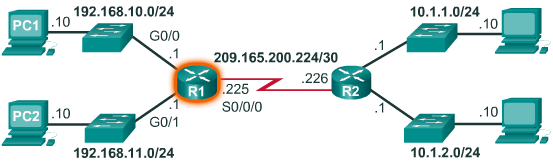 192.168.10.0/24
10.1.1.0/24
PC1
.10
G0/0
.1
.10
.1
209.165.200.224/30
R1
.225
.226
R2
S0/0/0
PC2
.10
.1
G0/1
.1
.10
192.168.11.0/24
10.1.2.0/24